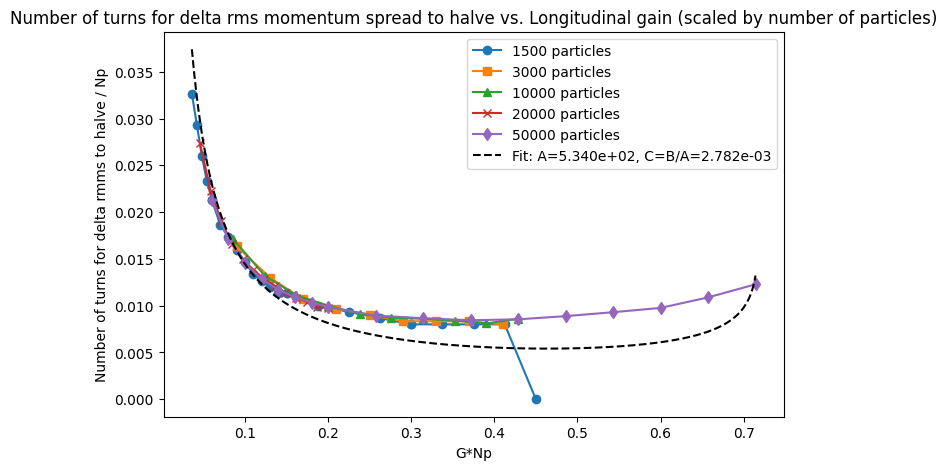 Number of turns for delta rms momentum spread to halve vs. Longitudinal gain (scaled by number of particles)
Number of turns for delta rmms to halve / Np
0.035
0.030
0.025
0.020
0.015
0.010
0.005
0.000
1500 particles
3000 particles
10000 particles
20000 particles
50000 particles
Fit: A=5.340e+02, C=B/A=2.782e-03
0.1 0.2 0.3 0.4 0.5 0.6 0.7
G*Np